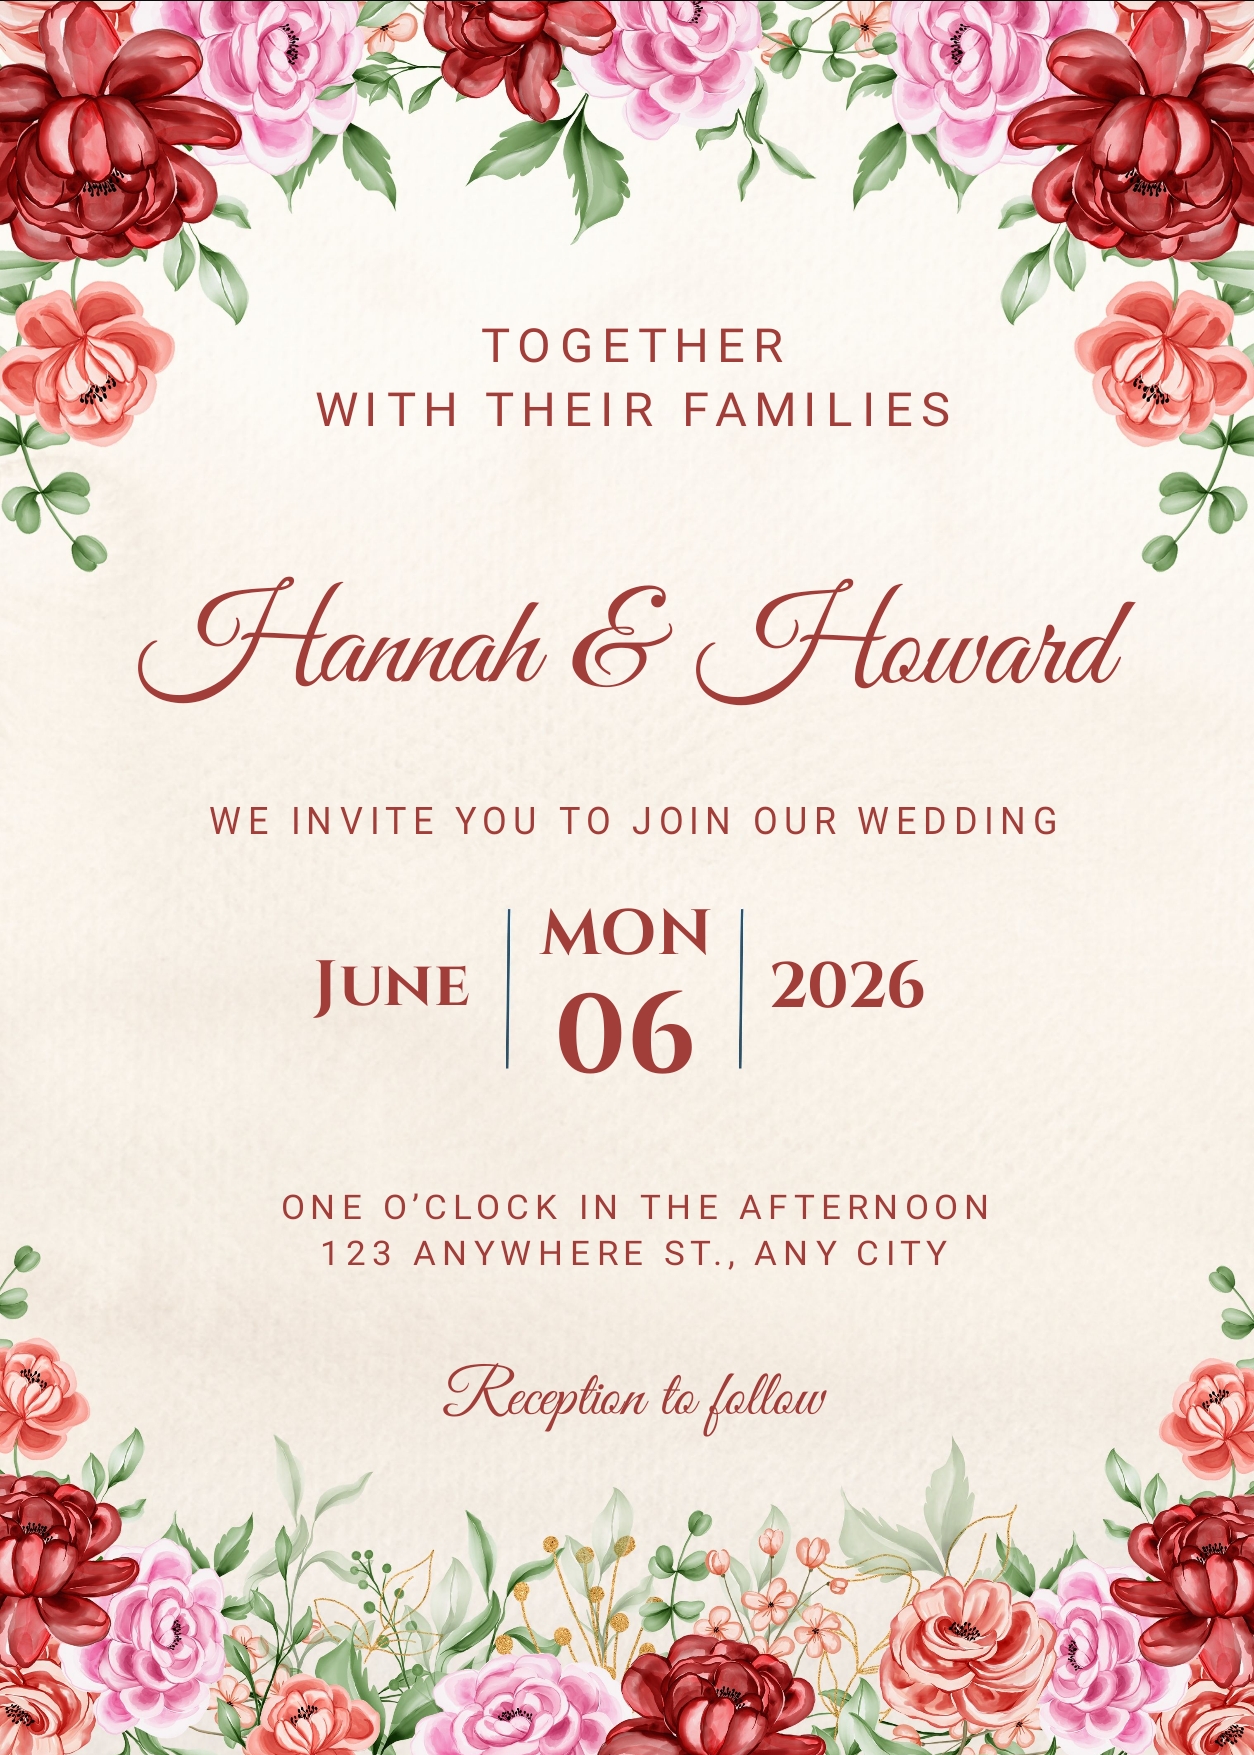 TOGETHER
WITH THEIR FAMILIES
Hannah & Howard
WE INVITE YOU TO JOIN OUR WEDDING
JUNE
MON
06
2026
ONE O’CLOCK IN THE AFTERNOON
123 ANYWHERE ST., ANY CITY
Reception to follow